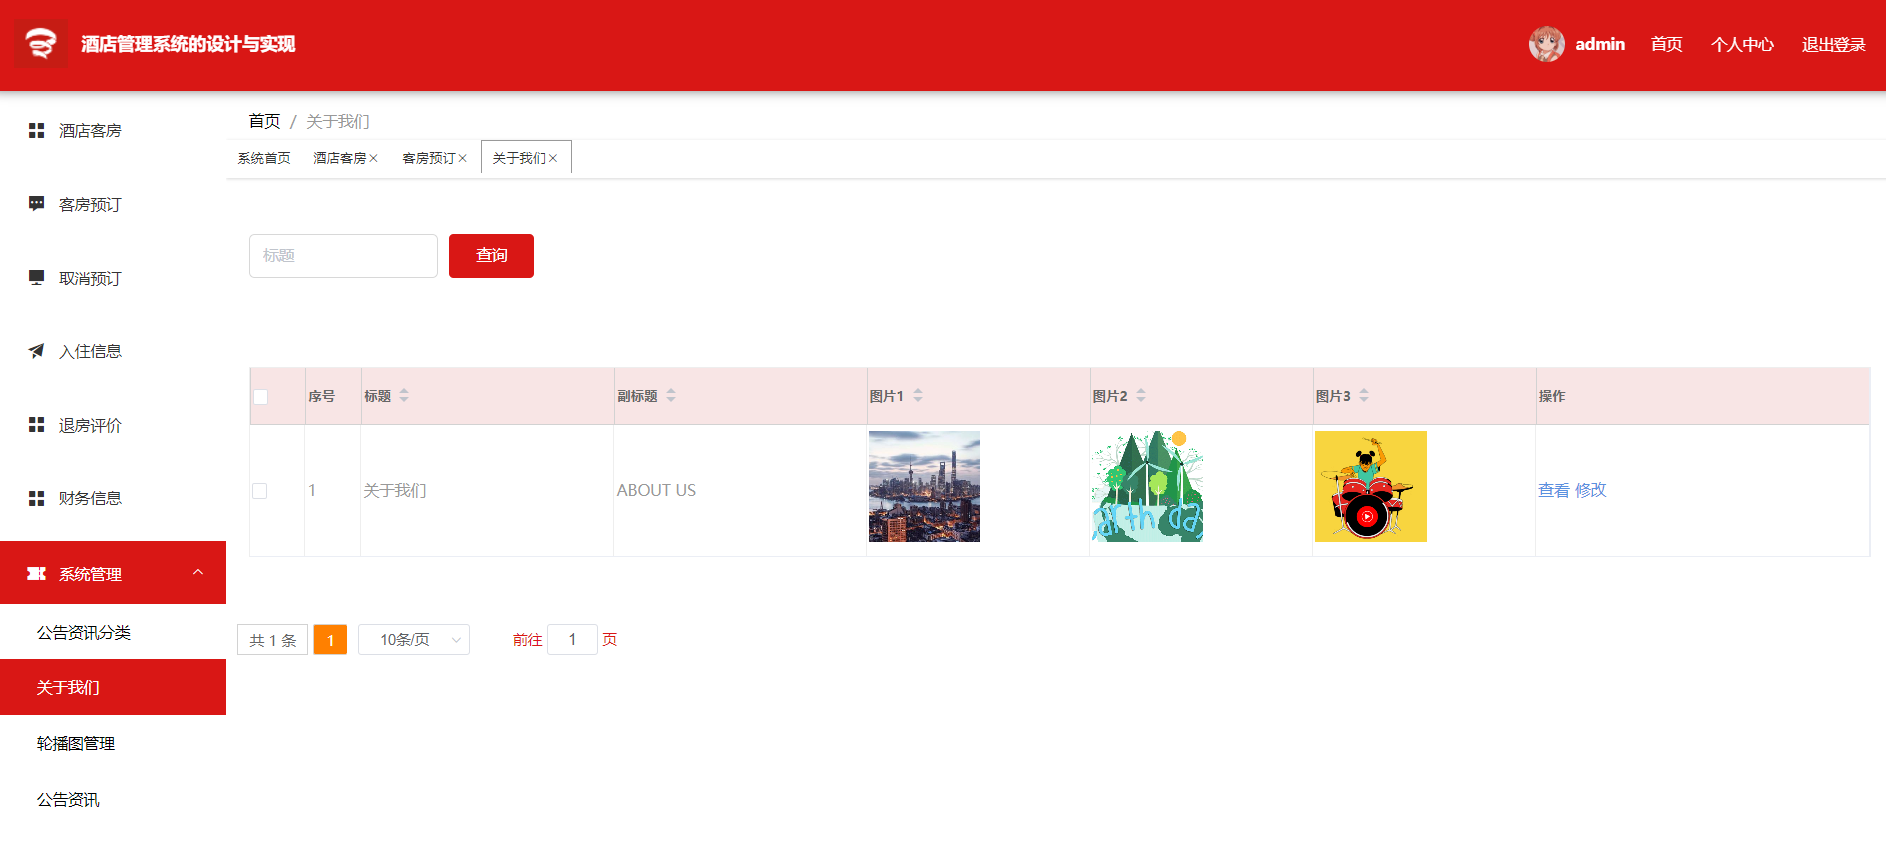 酒店管理系统的设计与实现
admin 首页 个人中心 退出登录
酒店客房
客房预订
取消预订
入住信息
退房评价
财务信息
系统管理
公告资讯分类
关于我们
轮播图管理
公告资讯
首页 / 关于我们
系统首页 酒店客房 客房预订 关于我们
标题 查询
序号 标题 副标题 图片1 图片2 图片3 操作
1 关于我们 ABOUT US 查看 修改
arth da
共 1 条 1 10条/页 前往 1 页